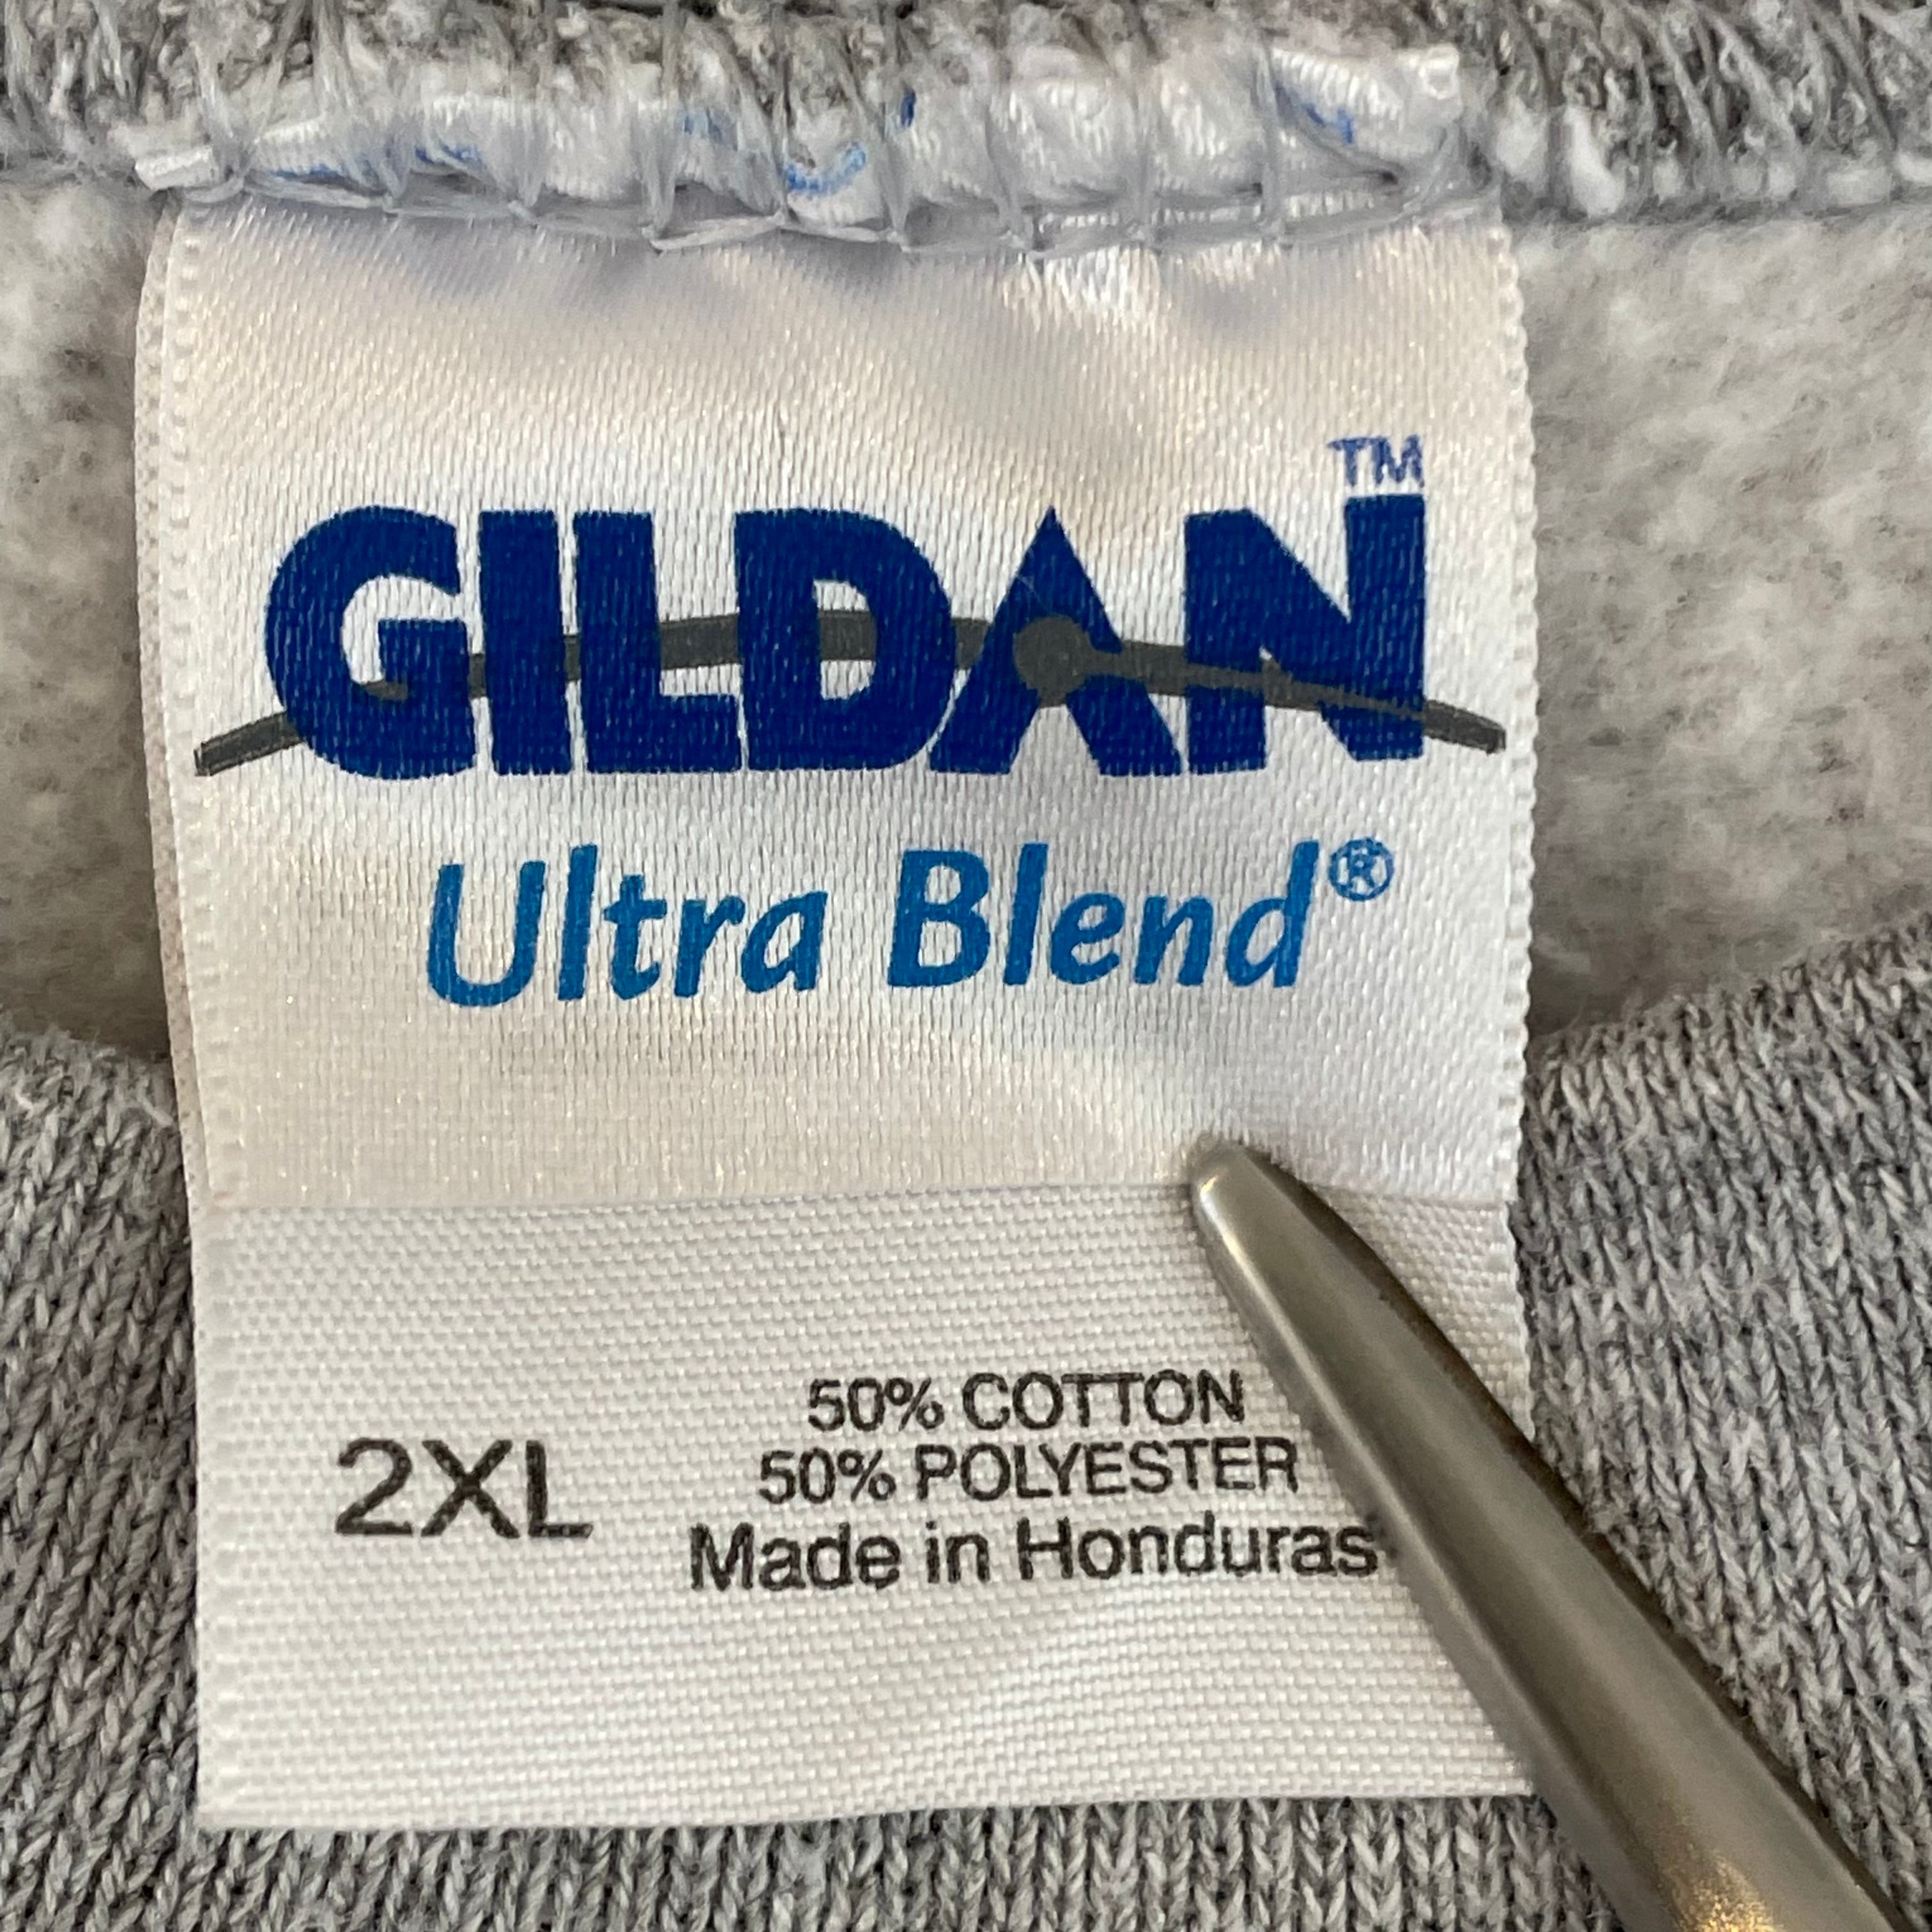 GILDAN™
Ultra Blend®
2XL
50% COTTON
50% POLYESTER
Made in Honduras